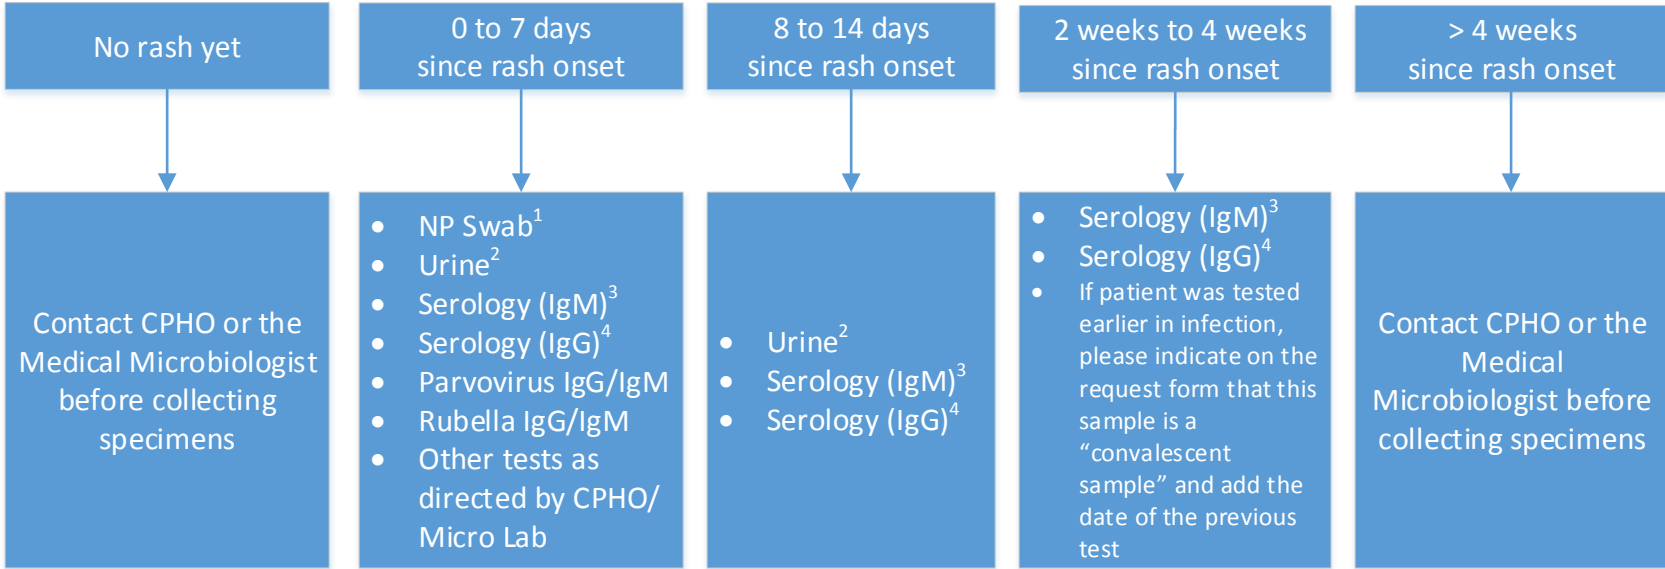 No rash yet
0 to 7 days
since rash onset
8 to 14 days
since rash onset
2 weeks to 4 weeks
since rash onset
> 4 weeks
since rash onset
Contact CPHO or the
Medical Microbiologist
before collecting
specimens
• NP Swab¹
• Urine²
• Serology (IgM)³
• Serology (IgG)⁴
• Parvovirus IgG/IgM
• Rubella IgG/IgM
• Other tests as
directed by CPHO/
Micro Lab
• Urine²
• Serology (IgM)³
• Serology (IgG)⁴
• Serology (IgM)³
• Serology (IgG)⁴
• If patient was tested
earlier in infection,
please indicate on the
request form that this
sample is a
“convalescent
sample” and add the
date of the previous
test
Contact CPHO or the
Medical
Microbiologist before
collecting specimens